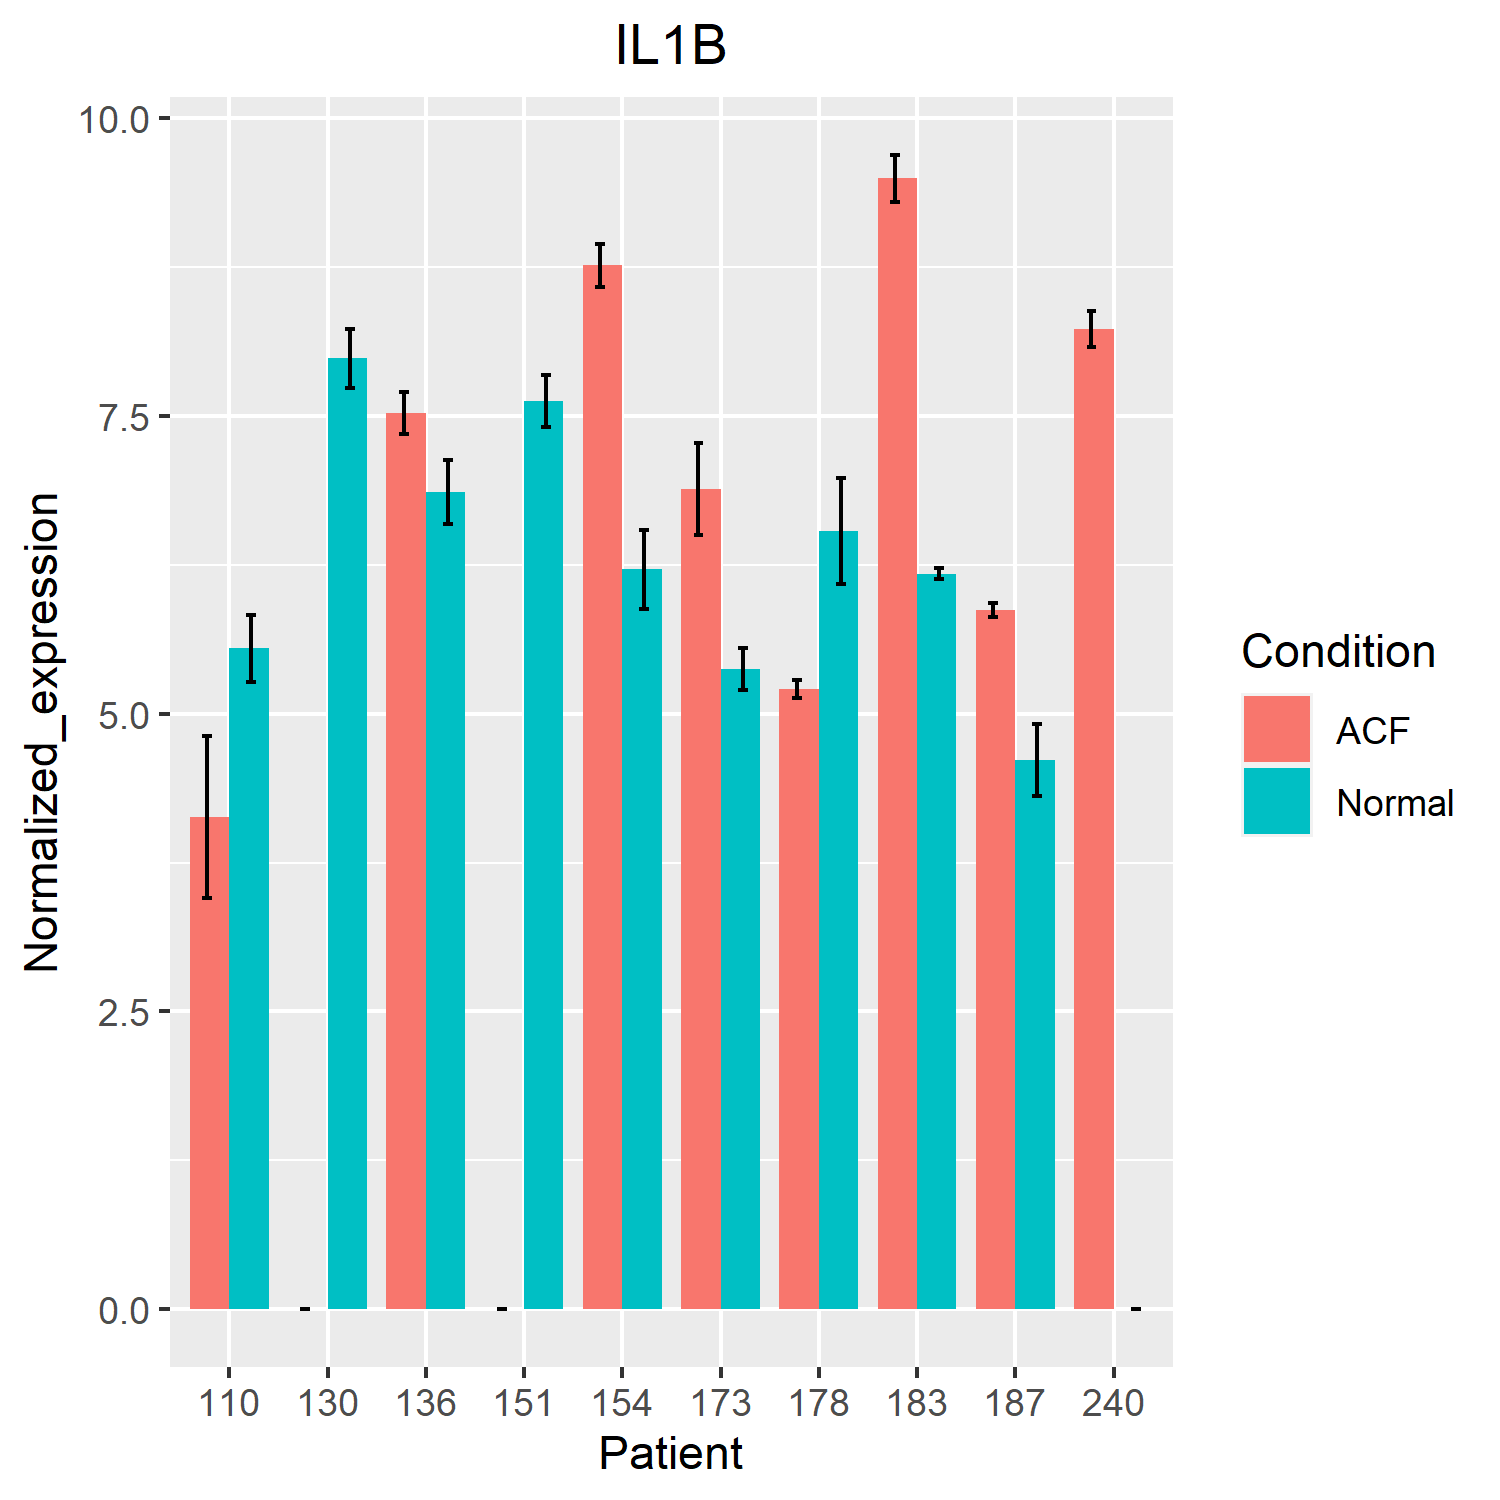 IL1B
10.0
7.5
5.0
2.5
0.0
Normalized_expression
110 130 136 151 154 173 178 183 187 240
Patient
Condition
ACF
Normal